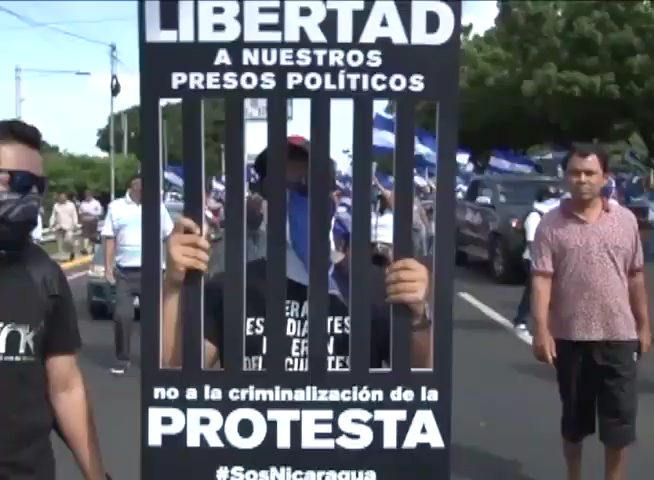 LIBERTAD
A NUESTROS
PRESOS POLÍTICOS
no a la criminalización de la
PROTESTA
#SosNicaragua